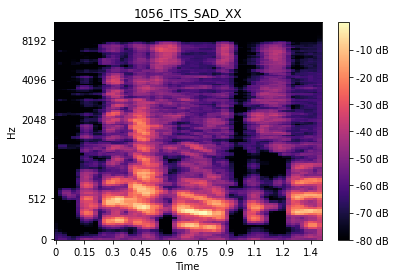 1056_ITS_SAD_XX
8192
4096
2048
1024
512
0
Hz
0 0.15 0.3 0.45 0.6 0.75 0.9 1.1 1.2 1.4
Time
-10 dB
-20 dB
-30 dB
-40 dB
-50 dB
-60 dB
-70 dB
-80 dB